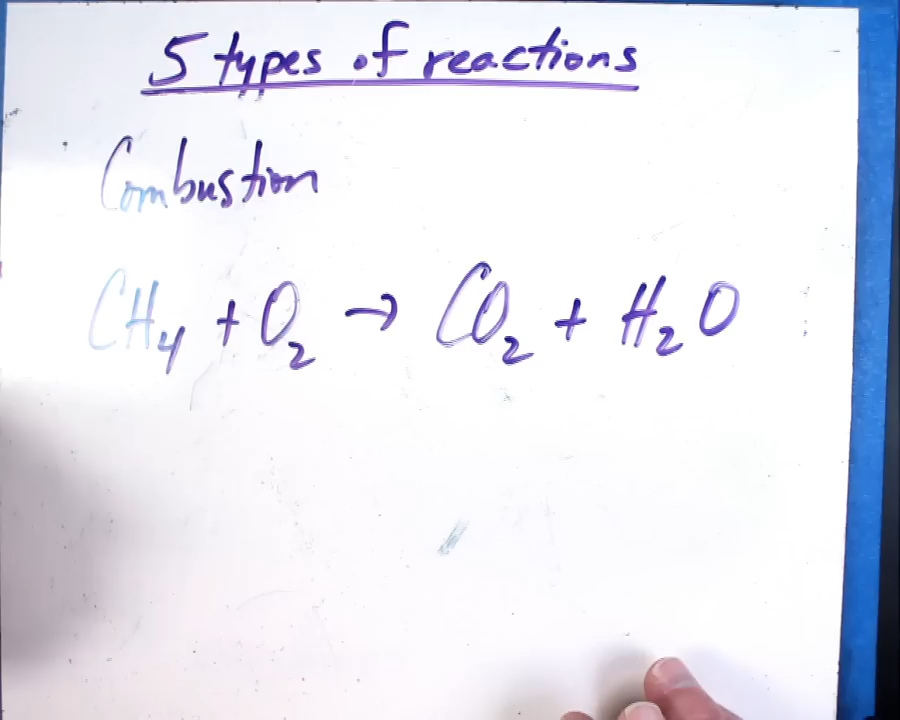 5 types of reactions
Combustion
CH₄ + O₂ → CO₂ + H₂O